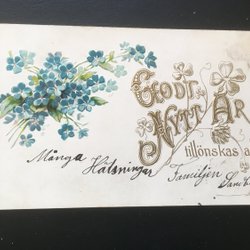 Godt
Nytt År
tillönskas a
Många Hälsningar Familjen